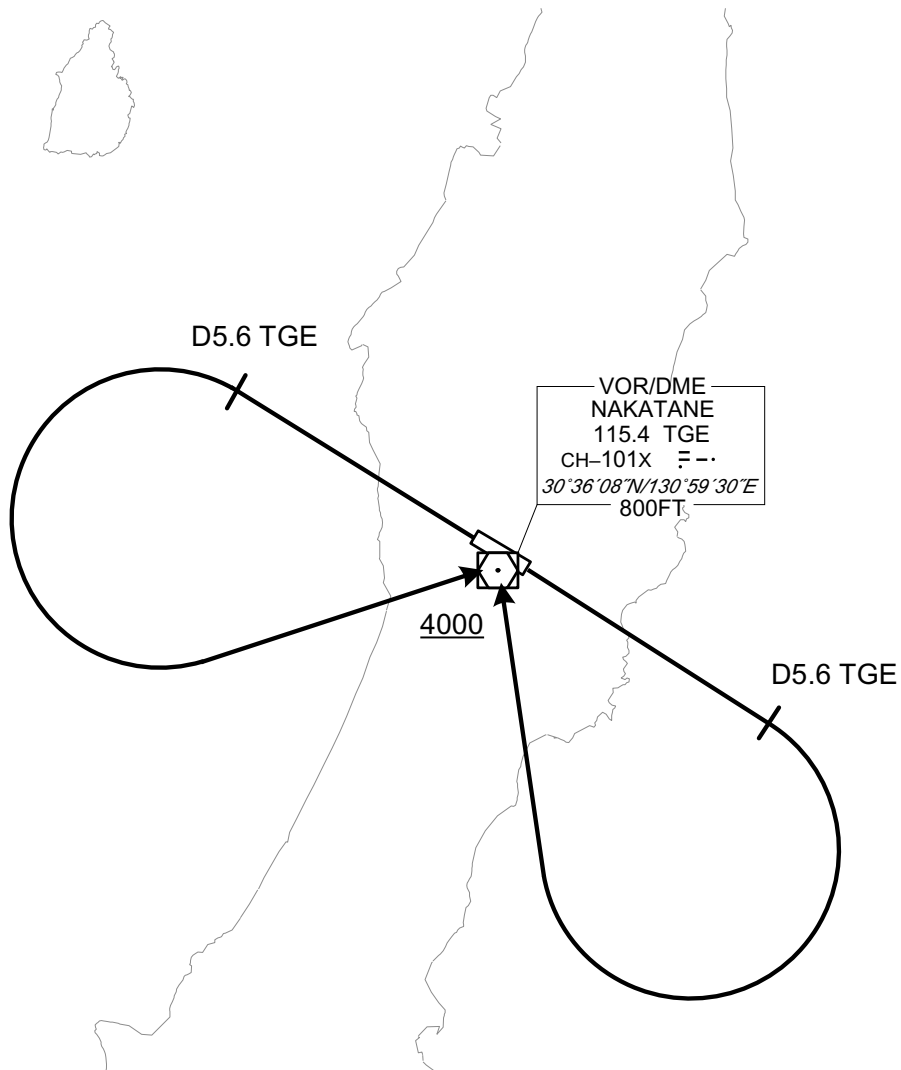 D5.6 TGE
VOR/DME
NAKATANE
115.4 TGE
CH–101X
30°36′08″N/130°59′30″E
800FT
4000
D5.6 TGE